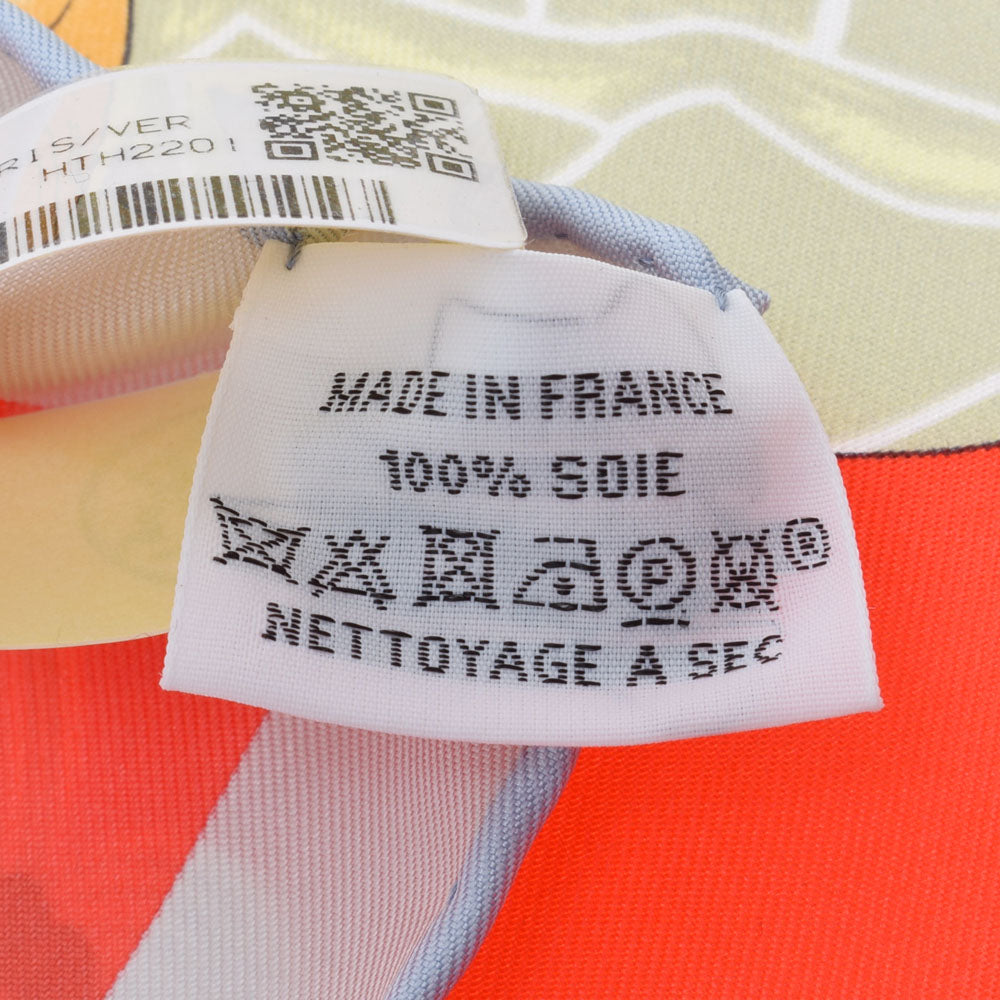 RIS/VER
HTH2201
MADE IN FRANCE
100% SOIE
P
®
NETTOYAGE A SEC